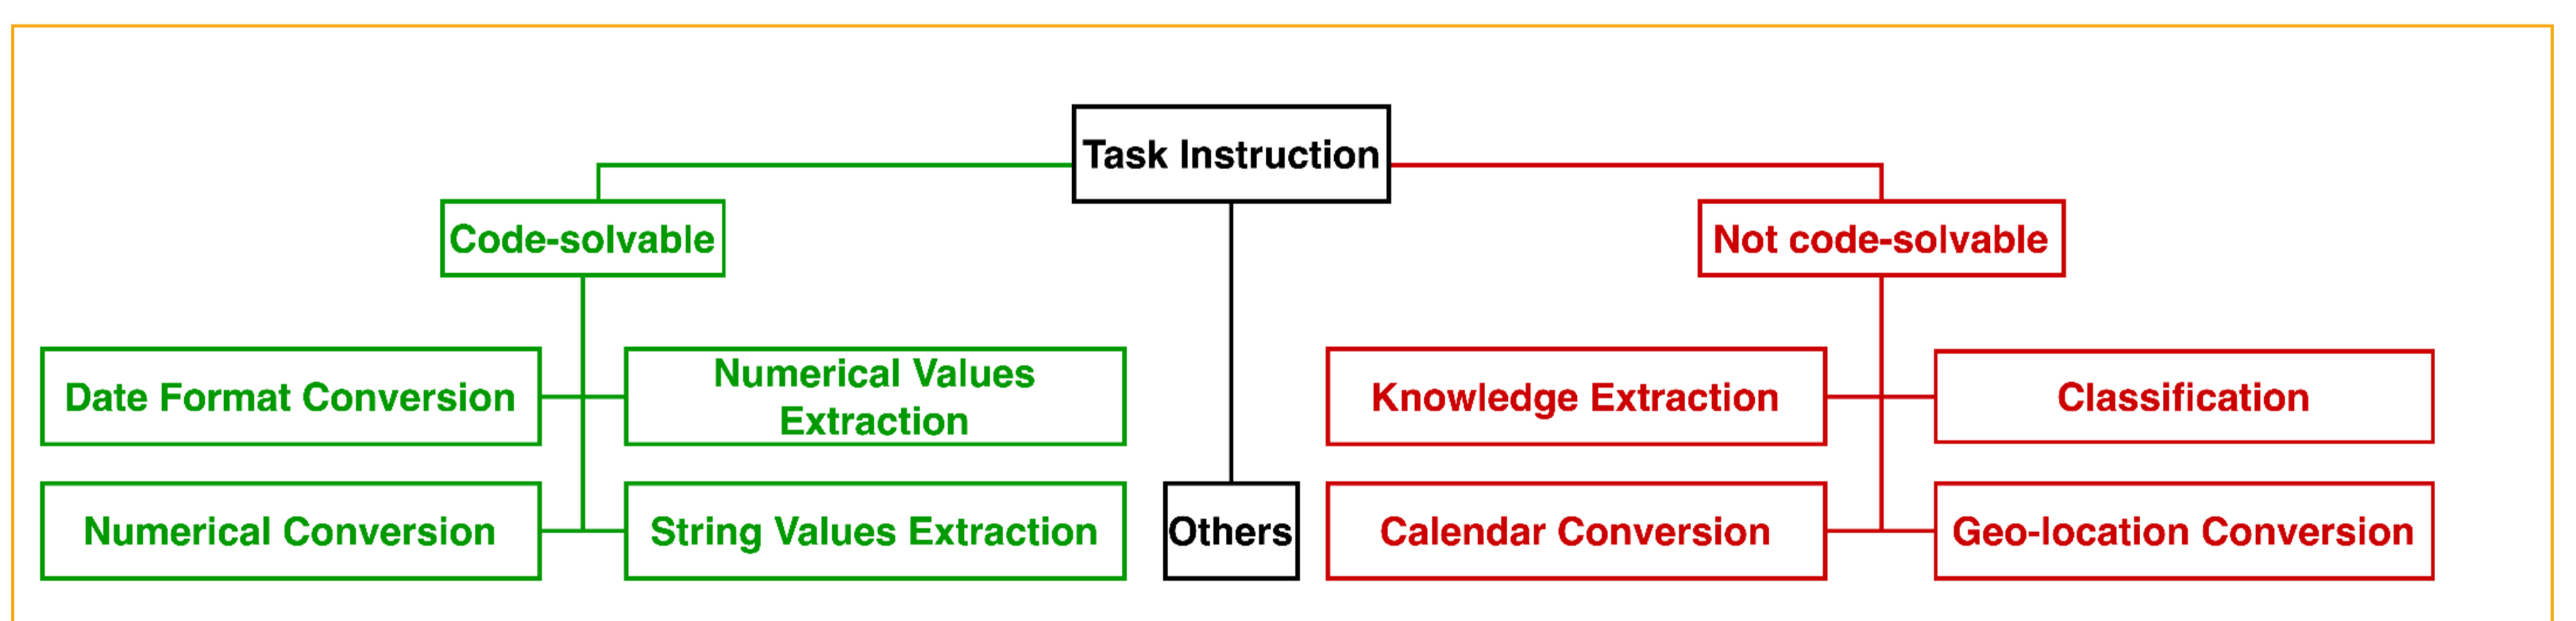 Task Instruction
Code-solvable
Not code-solvable
Date Format Conversion
Numerical Values
Extraction
Knowledge Extraction
Classification
Numerical Conversion
String Values Extraction
Others
Calendar Conversion
Geo-location Conversion